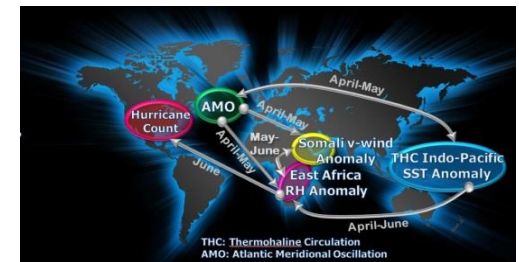 April-May
AMO
Hurricane
Count
April-May
April-May
May-
June
Somali v-wind
Anomaly
THC Indo-Pacific
SST Anomaly
East Africa
RH Anomaly
June
April-June
THC: Thermohaline Circulation
AMO: Atlantic Meridional Oscillation